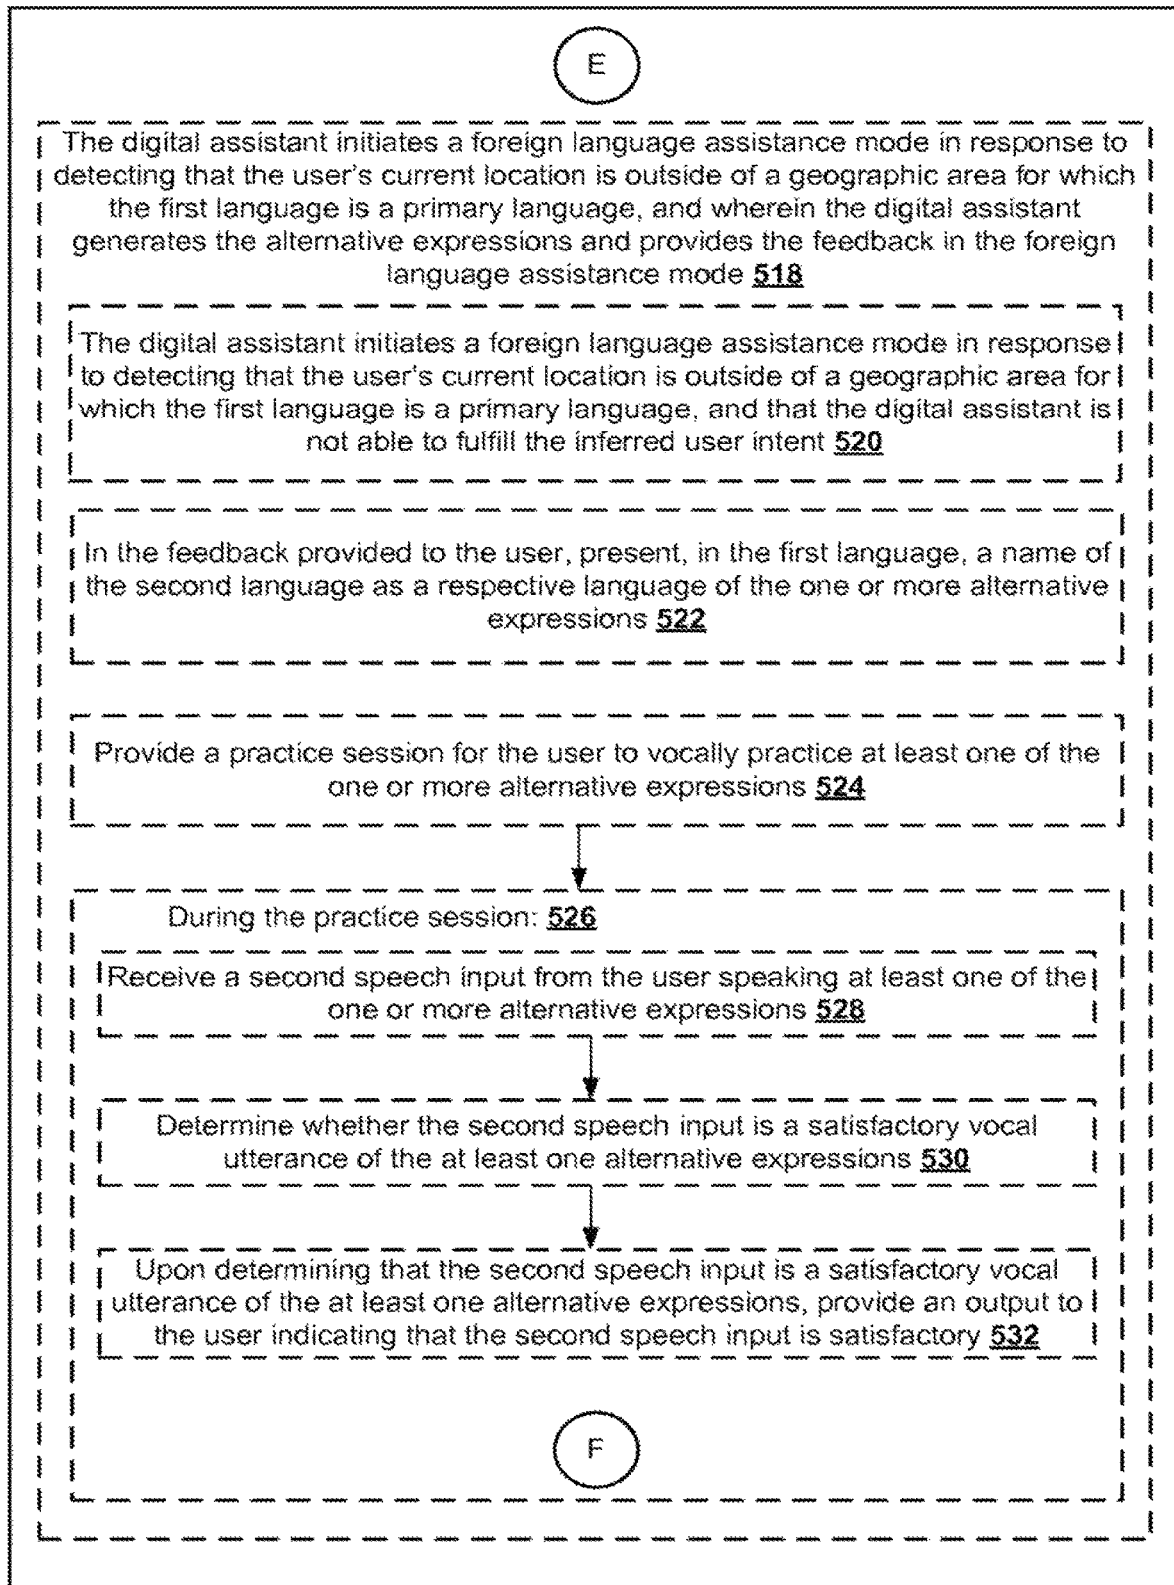 E
The digital assistant initiates a foreign language assistance mode in response to
detecting that the user's current location is outside of a geographic area for which
the first language is a primary language, and wherein the digital assistant
generates the alternative expressions and provides the feedback in the foreign
language assistance mode 518
The digital assistant initiates a foreign language assistance mode in response
to detecting that the user's current location is outside of a geographic area for
which the first language is a primary language, and that the digital assistant is
not able to fulfill the inferred user intent 520
In the feedback provided to the user, present, in the first language, a name of
the second language as a respective language of the one or more alternative
expressions 522
Provide a practice session for the user to vocally practice at least one of the
one or more alternative expressions 524
During the practice session: 526
Receive a second speech input from the user speaking at least one of the
one or more alternative expressions 528
Determine whether the second speech input is a satisfactory vocal
utterance of the at least one alternative expressions 530
Upon determining that the second speech input is a satisfactory vocal
utterance of the at least one alternative expressions, provide an output to
the user indicating that the second speech input is satisfactory 532
F